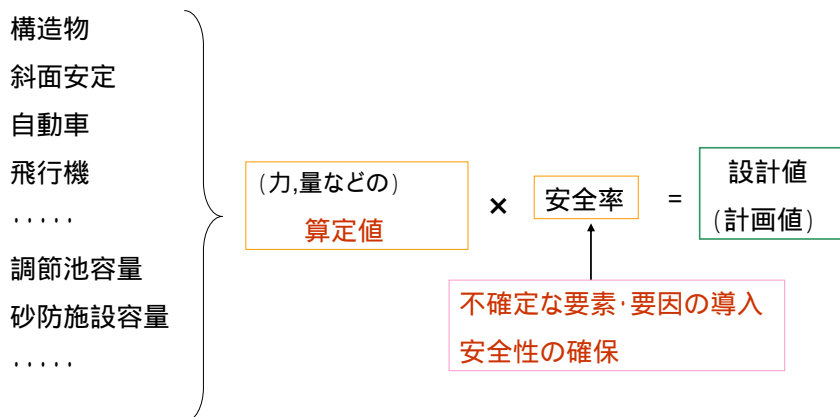 構造物
斜面安定
自動車
飛行機
・・・・・
調節池容量
砂防施設容量
・・・・・
(力,量などの)
算定値
×
安全率
=
設計値
(計画値)
不確定な要素・要因の導入
安全性の確保